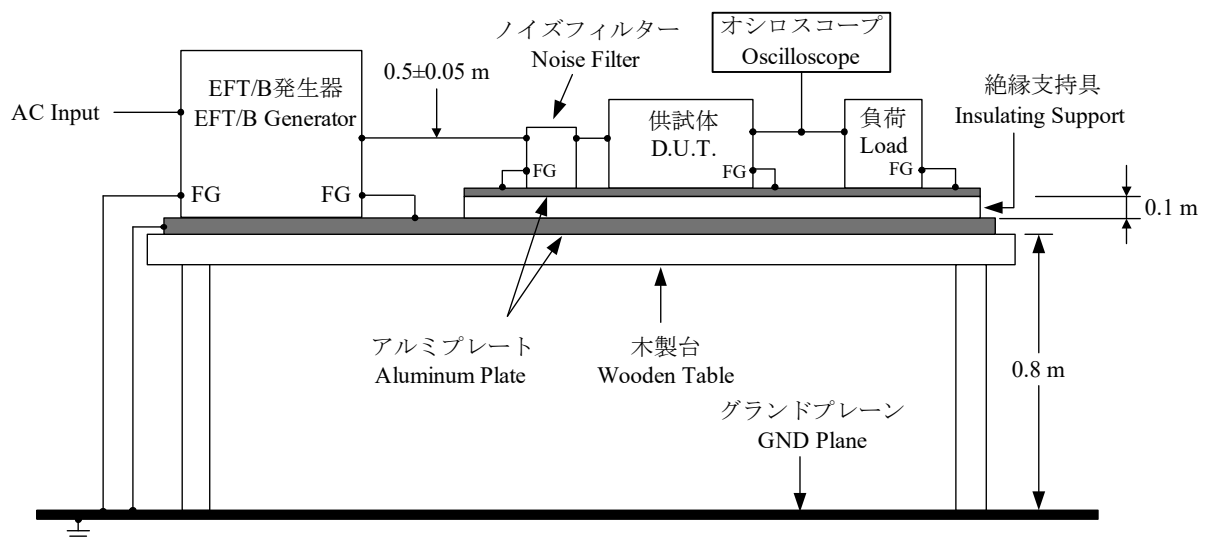 ノイズフィルター
Noise Filter
オシロスコープ
Oscilloscope
AC Input
EFT/B発生器
EFT/B Generator
0.5±0.05 m
供試体
D.U.T.
負荷
Load
絶縁支持具
Insulating Support
FG
FG
FG
FG
FG
0.1 m
アルミプレート
Aluminum Plate
木製台
Wooden Table
0.8 m
グランドプレーン
GND Plane